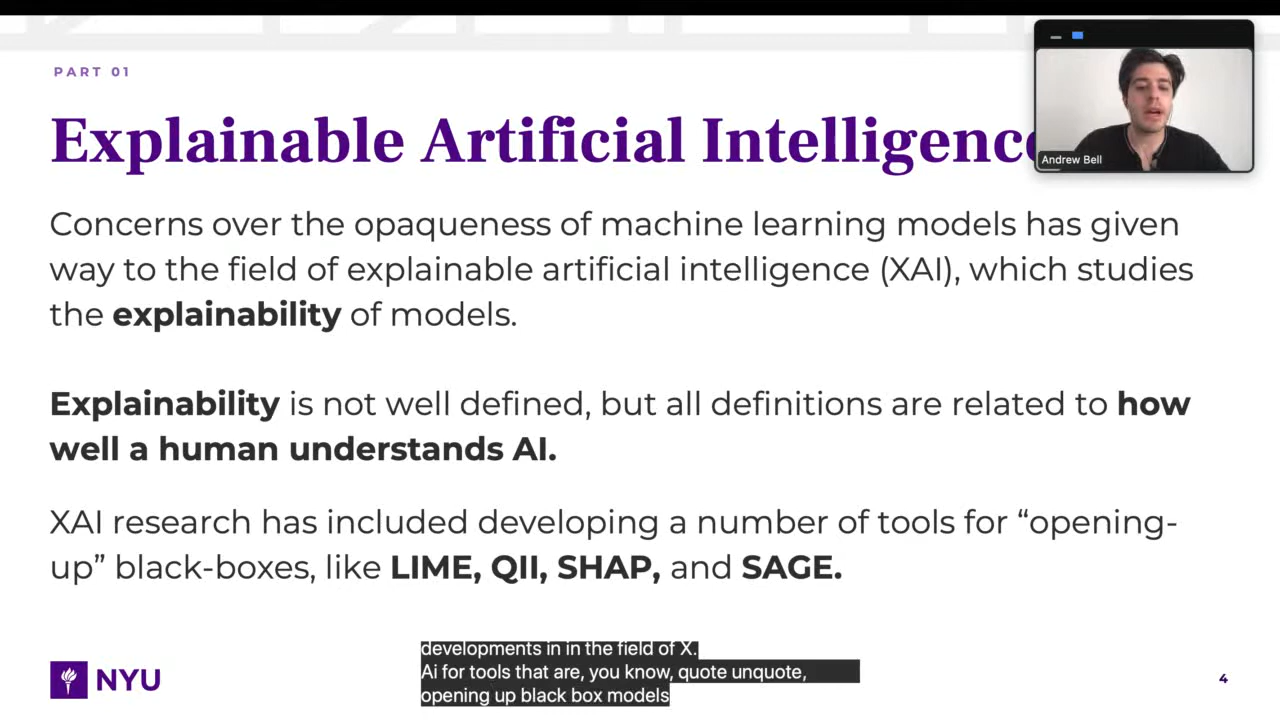 PART 01
Explainable Artificial Intelligence
Andrew Bell
Concerns over the opaqueness of machine learning models has given
way to the field of explainable artificial intelligence (XAI), which studies
the explainability of models.
Explainability is not well defined, but all definitions are related to how
well a human understands AI.
XAI research has included developing a number of tools for “opening-
up” black-boxes, like LIME, QII, SHAP, and SAGE.
developments in in the field of X.
Ai for tools that are, you know, quote unquote,
opening up black box models
NYU
4